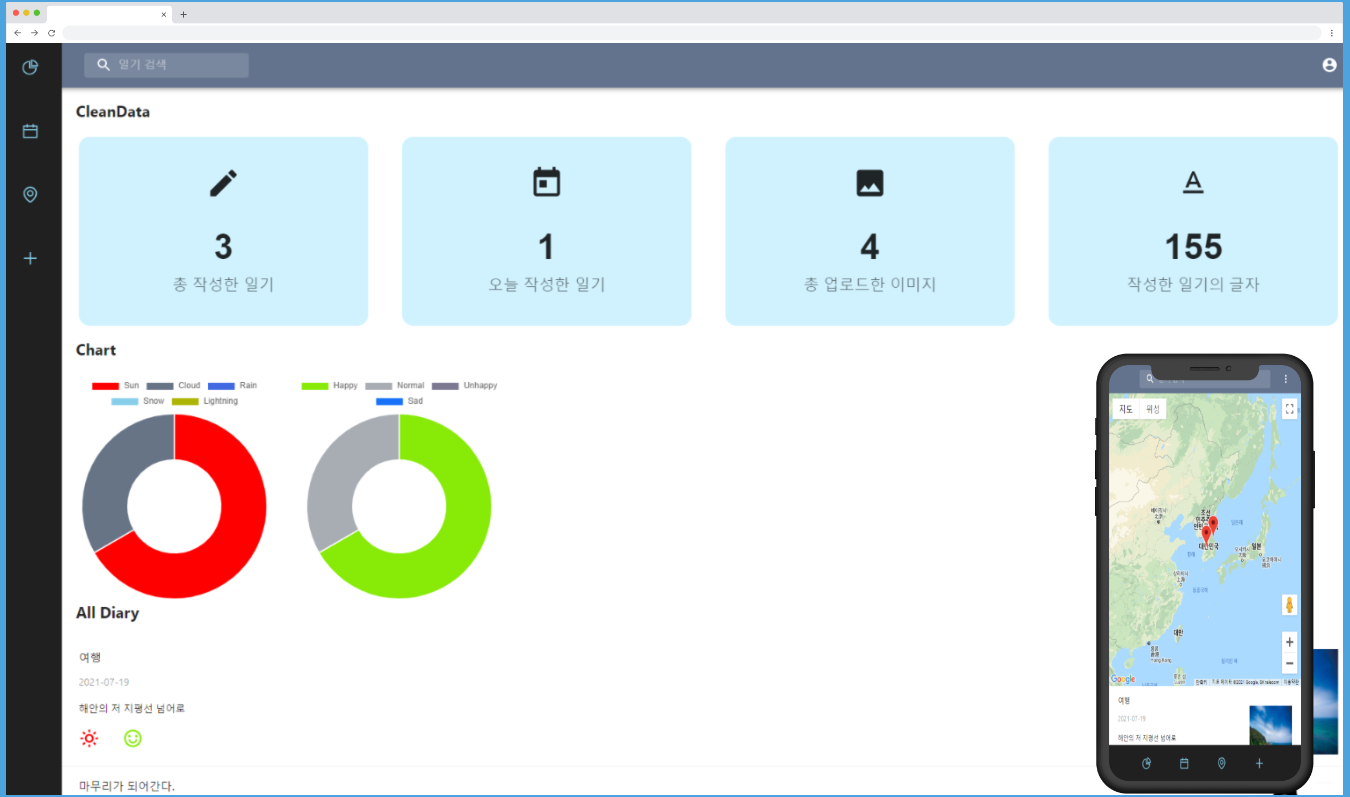 일기 검색
CleanData
3
총 작성한 일기
1
오늘 작성한 일기
4
총 업로드한 이미지
155
작성한 일기의 글자
Chart
Sun Cloud Rain
Snow Lightning
Happy Normal Unhappy
Sad
All Diary
여행
2021-07-19
해안의 저 지평선 넘어로
마무리가 되어간다.
지도 위성
대한민국
일본
대만
Hong Kong
Google
여행
2021-07-19
해안의 저 지평선 넘어로